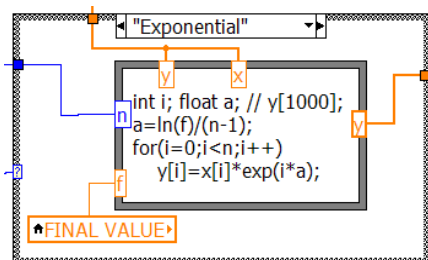 "Exponential"
y x
int i; float a; // y[1000];
n
a=ln(f)/(n-1);
y
for(i=0;i<n;i++)
?
f
y[i]=x[i]*exp(i*a);
FINAL VALUE